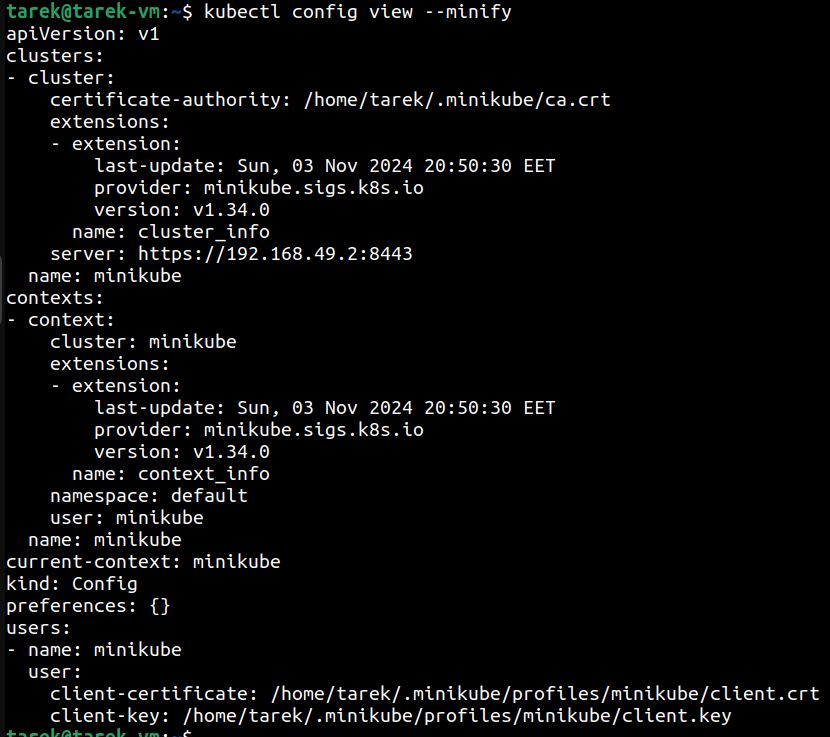 tarek@tarek-vm:~$ kubectl config view --minify
apiVersion: v1
clusters:
- cluster:
    certificate-authority: /home/tarek/.minikube/ca.crt
    extensions:
    - extension:
        last-update: Sun, 03 Nov 2024 20:50:30 EET
        provider: minikube.sigs.k8s.io
        version: v1.34.0
      name: cluster_info
    server: https://192.168.49.2:8443
  name: minikube
contexts:
- context:
    cluster: minikube
    extensions:
    - extension:
        last-update: Sun, 03 Nov 2024 20:50:30 EET
        provider: minikube.sigs.k8s.io
        version: v1.34.0
      name: context_info
    namespace: default
    user: minikube
  name: minikube
current-context: minikube
kind: Config
preferences: {}
users:
- name: minikube
  user:
    client-certificate: /home/tarek/.minikube/profiles/minikube/client.crt
    client-key: /home/tarek/.minikube/profiles/minikube/client.key
tarek@tarek-vm:~$